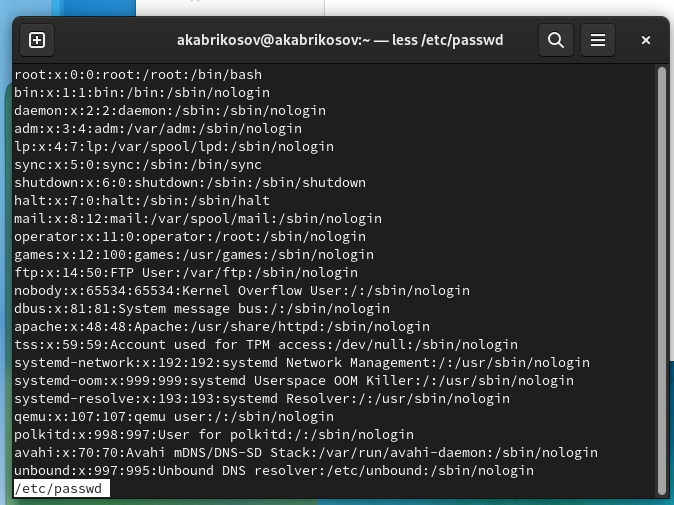 akabrikosov@akabrikosov:~ — less /etc/passwd
root:x:0:0:root:/root:/bin/bash
bin:x:1:1:bin:/bin:/sbin/nologin
daemon:x:2:2:daemon:/sbin:/sbin/nologin
adm:x:3:4:adm:/var/adm:/sbin/nologin
lp:x:4:7:lp:/var/spool/lpd:/sbin/nologin
sync:x:5:0:sync:/sbin:/bin/sync
shutdown:x:6:0:shutdown:/sbin:/sbin/shutdown
halt:x:7:0:halt:/sbin:/sbin/halt
mail:x:8:12:mail:/var/spool/mail:/sbin/nologin
operator:x:11:0:operator:/root:/sbin/nologin
games:x:12:100:games:/usr/games:/sbin/nologin
ftp:x:14:50:FTP User:/var/ftp:/sbin/nologin
nobody:x:65534:65534:Kernel Overflow User:/:/sbin/nologin
dbus:x:81:81:System message bus:/:/sbin/nologin
apache:x:48:48:Apache:/usr/share/httpd:/sbin/nologin
tss:x:59:59:Account used for TPM access:/dev/null:/sbin/nologin
systemd-network:x:192:192:systemd Network Management:/:/usr/sbin/nologin
systemd-oom:x:999:999:systemd Userspace OOM Killer:/:/usr/sbin/nologin
systemd-resolve:x:193:193:systemd Resolver:/:/usr/sbin/nologin
qemu:x:107:107:qemu user:/:/sbin/nologin
polkitd:x:998:997:User for polkitd:/:/sbin/nologin
avahi:x:70:70:Avahi mDNS/DNS-SD Stack:/var/run/avahi-daemon:/sbin/nologin
unbound:x:997:995:Unbound DNS resolver:/etc/unbound:/sbin/nologin
/etc/passwd